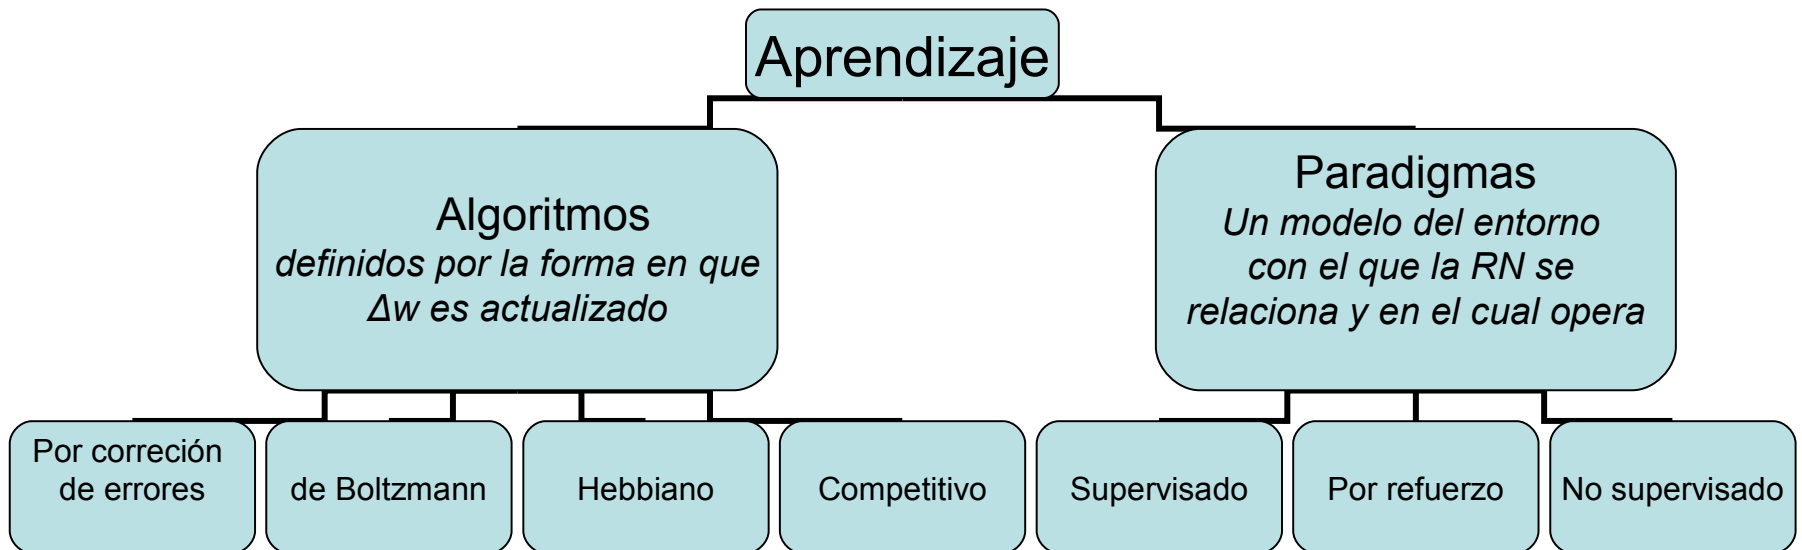 Aprendizaje
Algoritmos
definidos por la forma en que
Δw es actualizado
Paradigmas
Un modelo del entorno
con el que la RN se
relaciona y en el cual opera
Por correción
de errores
de Boltzmann
Hebbiano
Competitivo
Supervisado
Por refuerzo
No supervisado